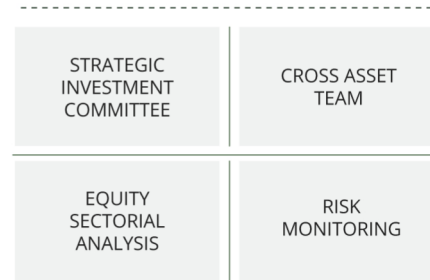 STRATEGIC
INVESTMENT
COMMITTEE
CROSS ASSET
TEAM
EQUITY
SECTORIAL
ANALYSIS
RISK
MONITORING